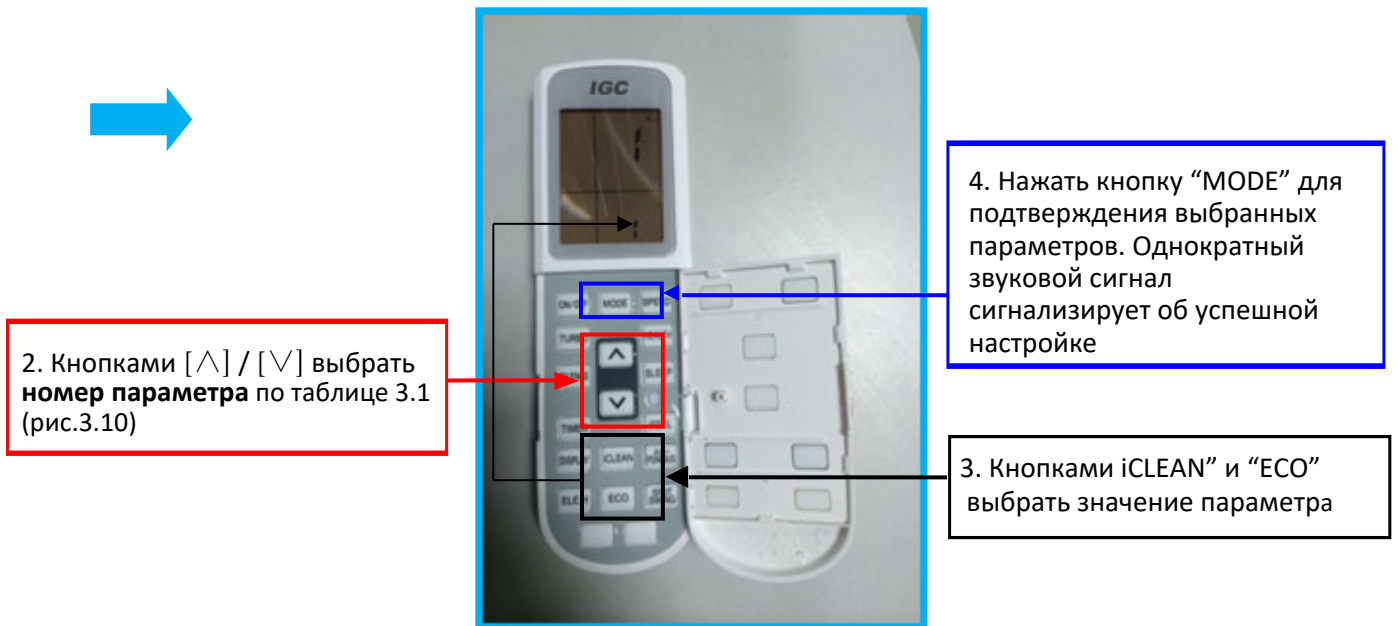 IGC
4. Нажать кнопку “MODE” для
подтверждения выбранных
параметров. Однократный
звуковой сигнал
сигнализирует об успешной
настройке
ON/OFF MODE SPEED
2. Кнопками [∧] / [∨] выбрать
номер параметра по таблице 3.1
(рис.3.10)
SLEEP
TIMER
DISPLAY iCLEAN
ECO
3. Кнопками iCLEAN” и “ECO”
выбрать значение параметра